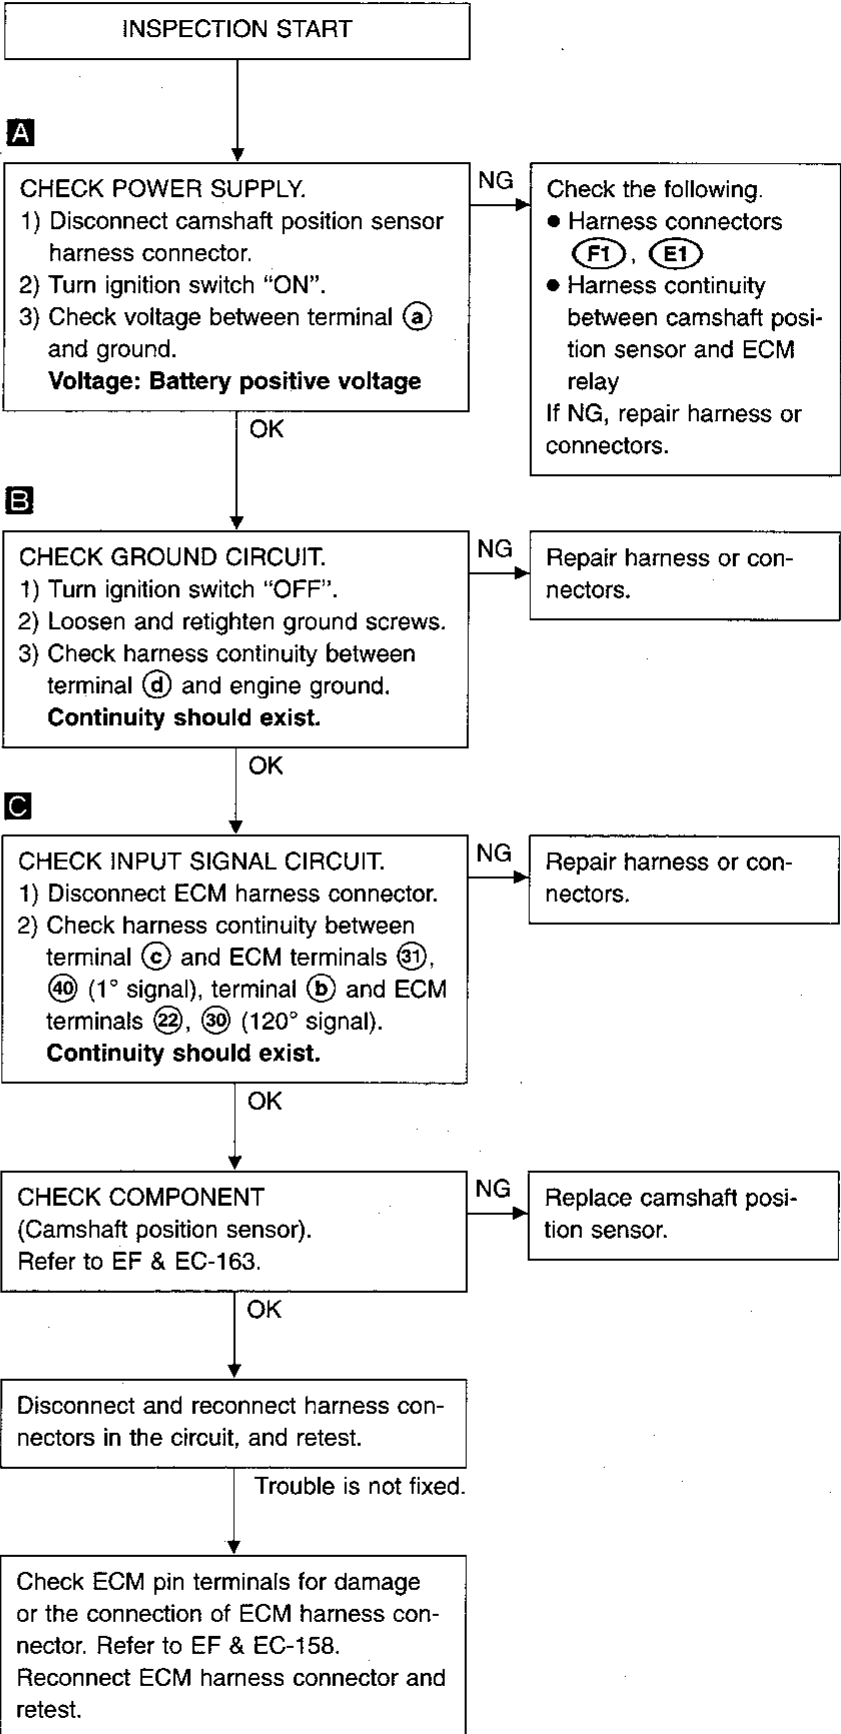 INSPECTION START
A
CHECK POWER SUPPLY.
1) Disconnect camshaft position sensor
harness connector.
2) Turn ignition switch “ON”.
3) Check voltage between terminal ⓐ
and ground.
Voltage: Battery positive voltage
NG
Check the following.
● Harness connectors
F1, E1
● Harness continuity
between camshaft posi-
tion sensor and ECM
relay
If NG, repair harness or
connectors.
OK
B
CHECK GROUND CIRCUIT.
1) Turn ignition switch “OFF”.
2) Loosen and retighten ground screws.
3) Check harness continuity between
terminal ⓓ and engine ground.
Continuity should exist.
NG
Repair harness or con-
nectors.
OK
C
CHECK INPUT SIGNAL CIRCUIT.
1) Disconnect ECM harness connector.
2) Check harness continuity between
terminal ⓒ and ECM terminals ㉛,
㊵ (1° signal), terminal ⓑ and ECM
terminals ㉒, ㉚ (120° signal).
Continuity should exist.
NG
Repair harness or con-
nectors.
OK
CHECK COMPONENT
(Camshaft position sensor).
Refer to EF & EC-163.
NG
Replace camshaft posi-
tion sensor.
OK
Disconnect and reconnect harness con-
nectors in the circuit, and retest.
Trouble is not fixed.
Check ECM pin terminals for damage
or the connection of ECM harness con-
nector. Refer to EF & EC-158.
Reconnect ECM harness connector and
retest.